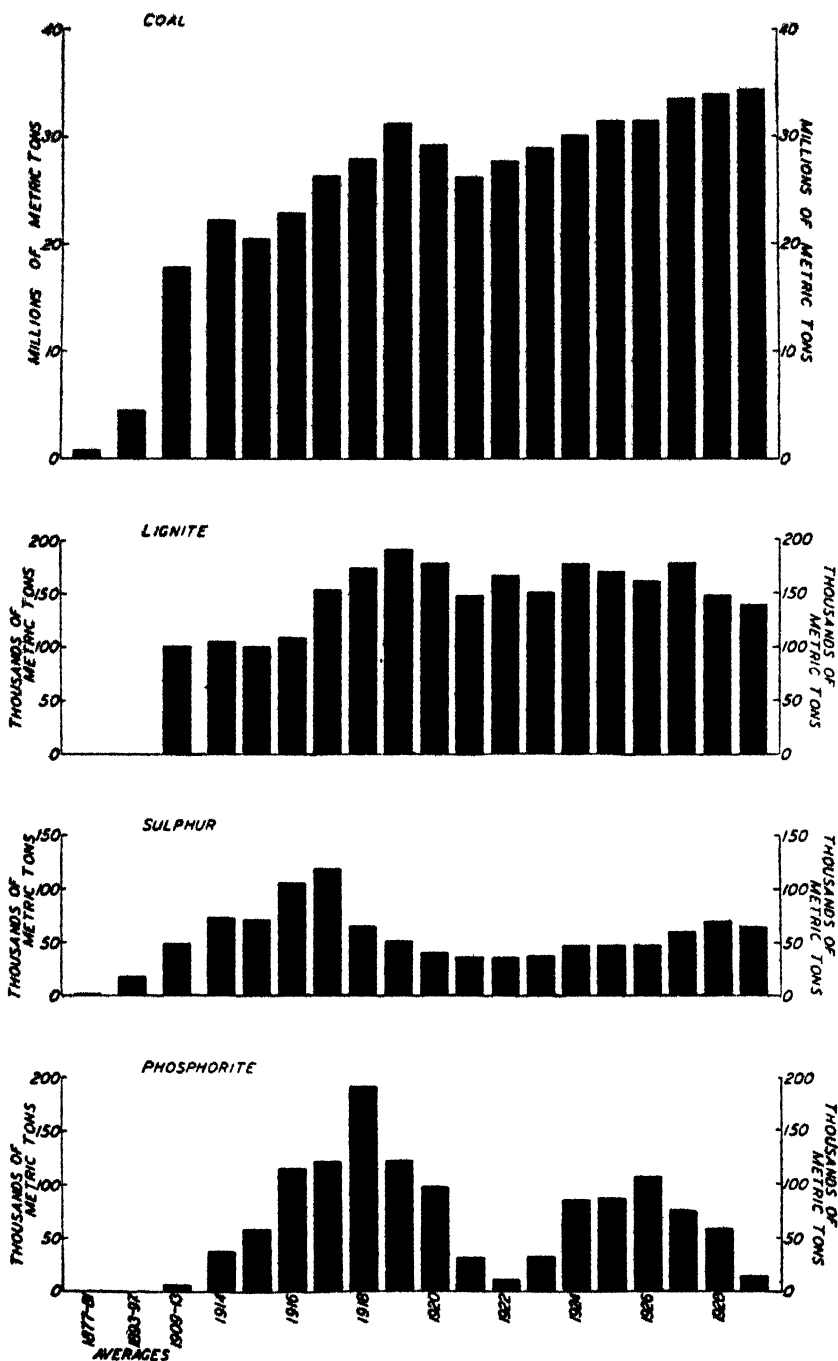 COAL
40
30
20
10
0
MILLIONS OF METRIC TONS
40
30
20
10
0
MILLIONS OF METRIC TONS
LIGNITE
200
150
100
50
0
THOUSANDS OF
METRIC TONS
200
150
100
50
0
THOUSANDS OF
METRIC TONS
SULPHUR
150
100
50
0
THOUSANDS OF
METRIC TONS
150
100
50
0
THOUSANDS OF
METRIC TONS
PHOSPHORITE
200
150
100
50
0
THOUSANDS OF
METRIC TONS
200
150
100
50
0
THOUSANDS OF
METRIC TONS
1877-81
1893-97
1909-13
1914
1916
1918
1920
1922
1924
1926
1928
AVERAGES